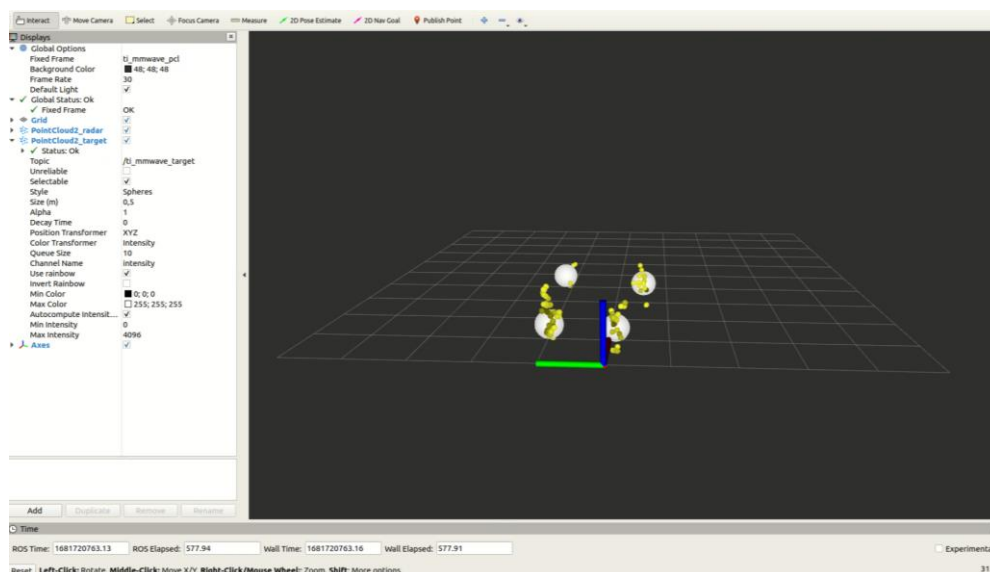 Interact Move Camera Select Focus Camera Measure 2D Pose Estimate 2D Nav Goal Publish Point
Displays
Global Options
Fixed Frame ti_mmwave_pcl
Background Color 48; 48; 48
Frame Rate 30
Default Light
Global Status: Ok
Fixed Frame OK
Grid
PointCloud2_radar
PointCloud2_target
Status: Ok
Topic /ti_mmwave_target
Unreliable
Selectable
Style Spheres
Size (m) 0,5
Alpha 1
Decay Time 0
Position Transformer XYZ
Color Transformer Intensity
Queue Size 10
Channel Name intensity
Use rainbow
Invert Rainbow
Min Color 0; 0; 0
Max Color 255; 255; 255
Autocompute Intensit...
Min Intensity 0
Max Intensity 4096
Axes
Add Duplicate Remove Rename
Time
ROS Time: 1681720763.13 ROS Elapsed: 577.94 Wall Time: 1681720763.16 Wall Elapsed: 577.91 Experimenta
Reset Left-Click: Rotate. Middle-Click: Move X/Y. Right-Click/Mouse Wheel: Zoom. Shift: More options. 31